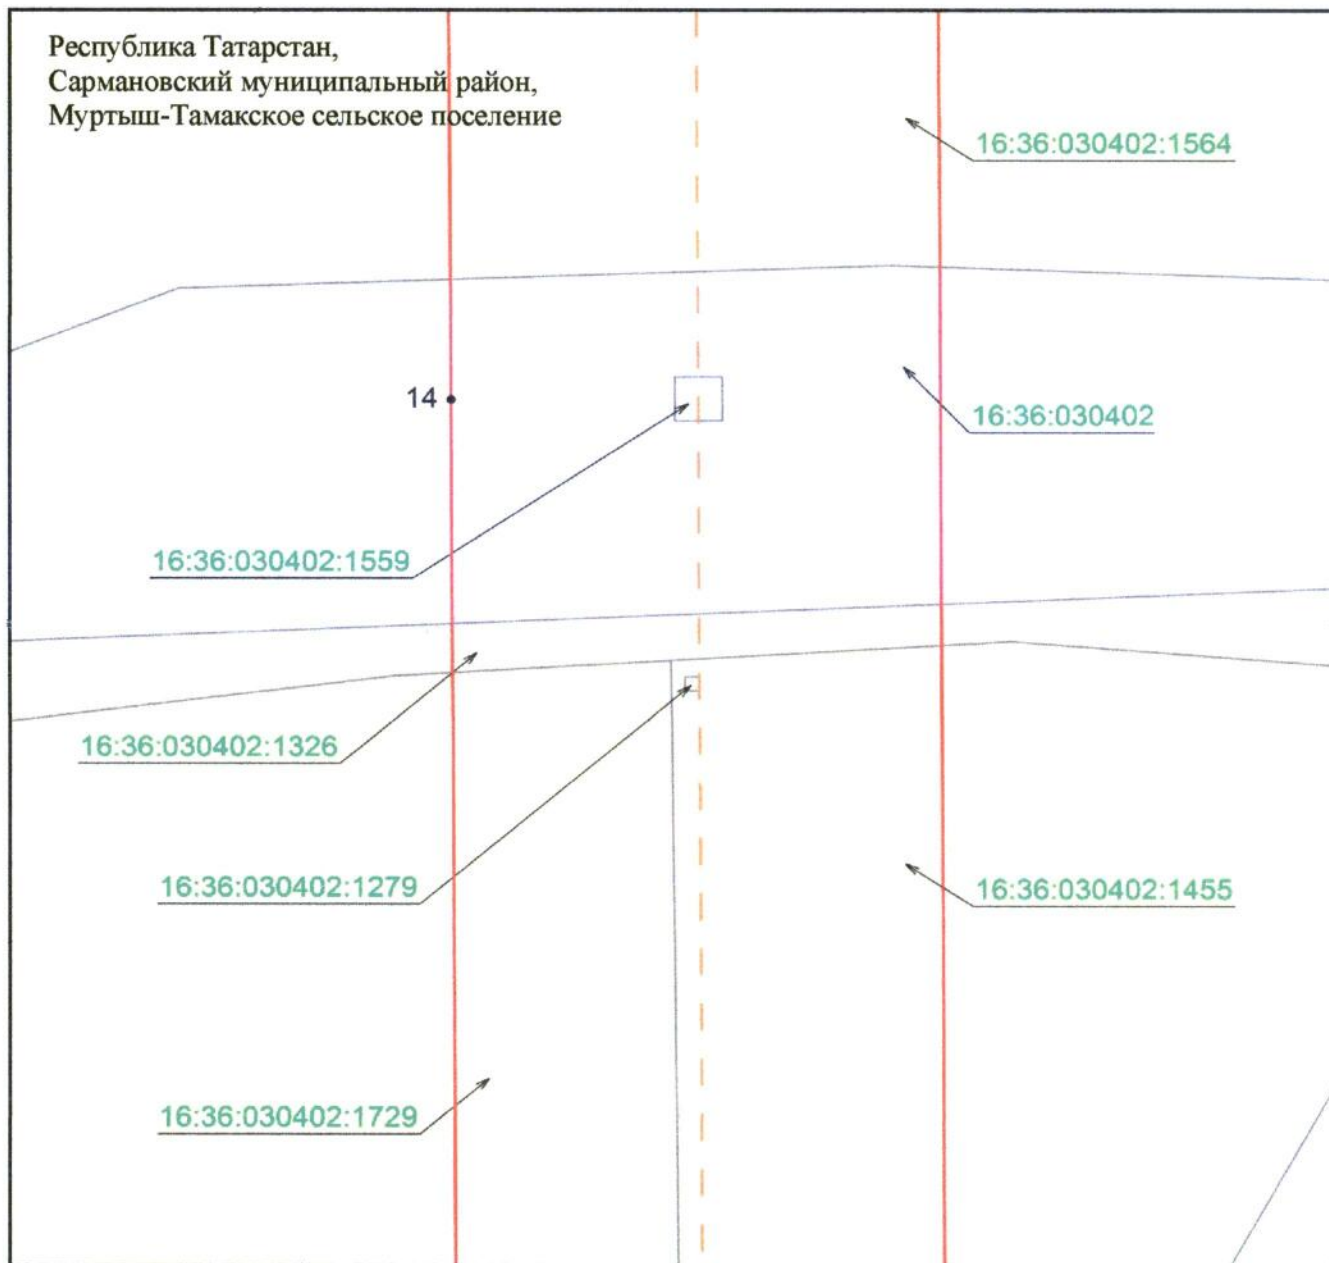 Республика Татарстан,
Сармановский муниципальный район,
Муртыш-Тамакское сельское поселение
16:36:030402:1564
14
16:36:030402
16:36:030402:1559
16:36:030402:1326
16:36:030402:1279
16:36:030402:1455
16:36:030402:1729